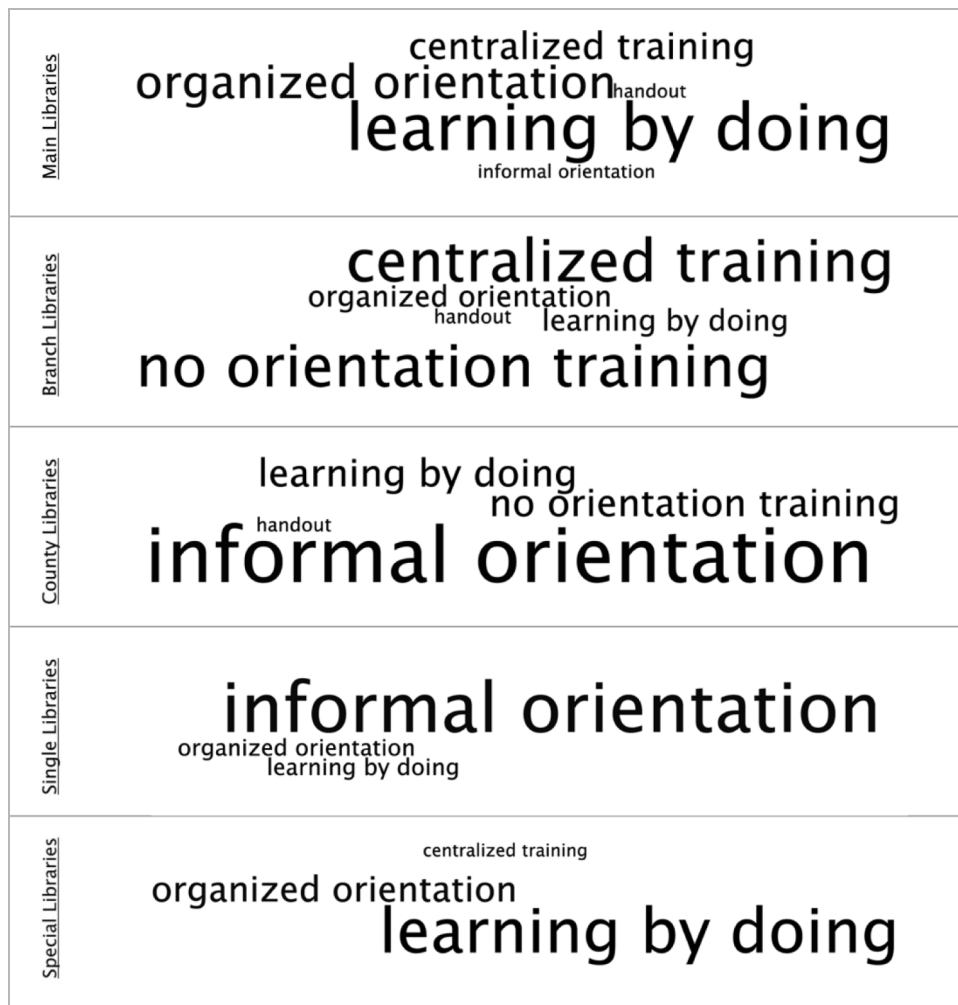 Main Libraries
centralized training
organized orientation
handout
learning by doing
informal orientation
Branch Libraries
centralized training
organized orientation
handout
learning by doing
no orientation training
County Libraries
learning by doing
no orientation training
handout
informal orientation
Single Libraries
informal orientation
organized orientation
learning by doing
Special Libraries
centralized training
organized orientation
learning by doing